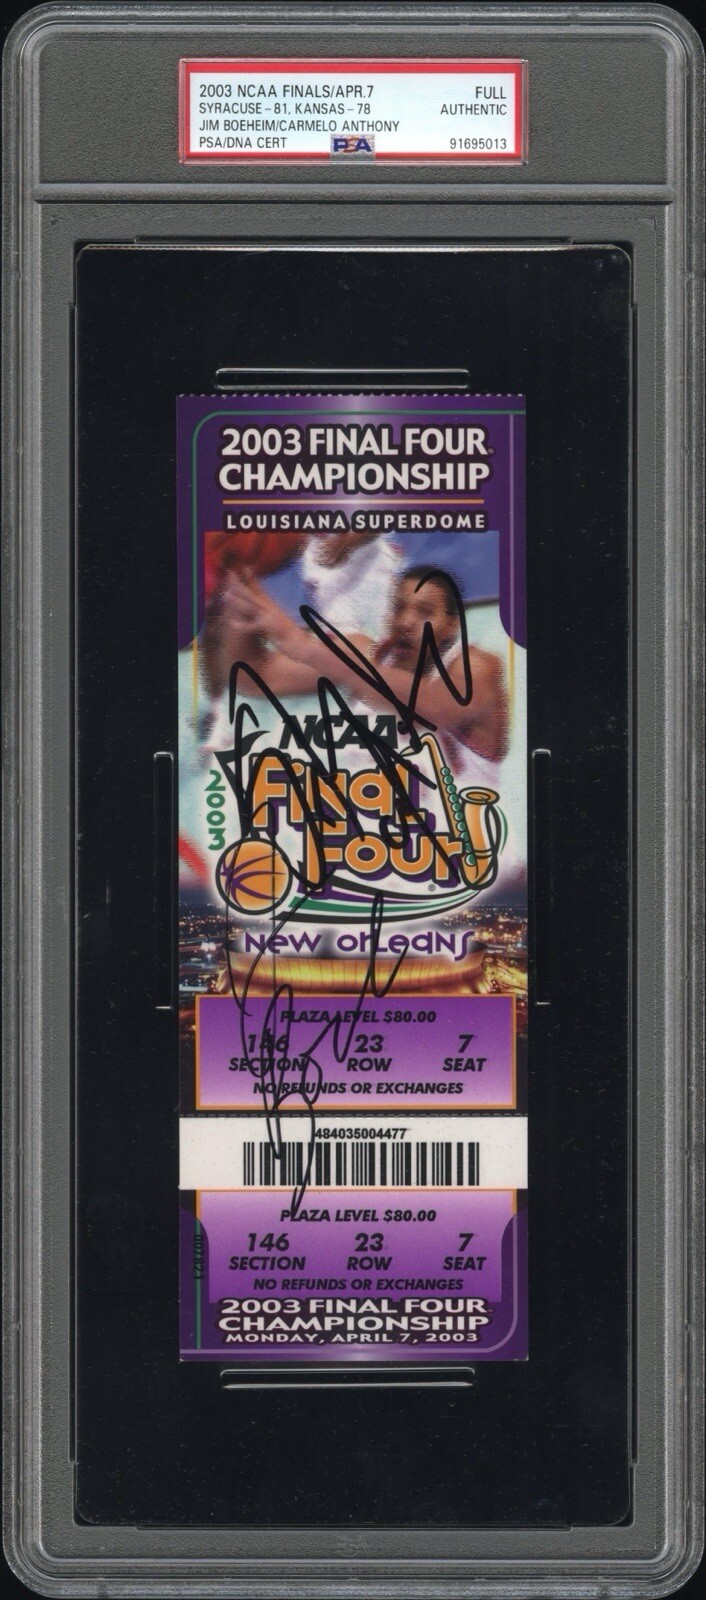 2003 NCAA FINALS/APR.7 FULL
SYRACUSE - 81, KANSAS - 78 AUTHENTIC
JIM BOEHEIM/CARMELO ANTHONY
PSA/DNA CERT PSA 91695013
2003 FINAL FOUR
CHAMPIONSHIP
LOUISIANA SUPERDOME
NCAA
2003
Final
Four
New Orleans
PLAZA LEVEL $80.00
146 23 7
SECTION ROW SEAT
NO REFUNDS OR EXCHANGES
484035004477
PLAZA LEVEL $80.00
146 23 7
SECTION ROW SEAT
NO REFUNDS OR EXCHANGES
2003 FINAL FOUR
CHAMPIONSHIP
MONDAY, APRIL 7, 2003